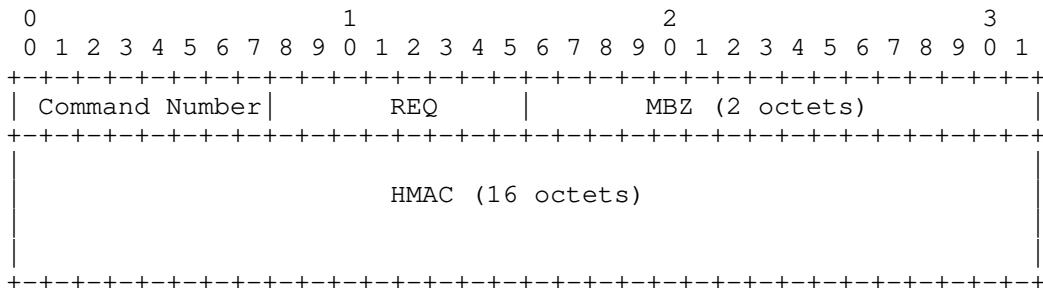 0                   1                   2                   3
 0 1 2 3 4 5 6 7 8 9 0 1 2 3 4 5 6 7 8 9 0 1 2 3 4 5 6 7 8 9 0 1
+-+-+-+-+-+-+-+-+-+-+-+-+-+-+-+-+-+-+-+-+-+-+-+-+-+-+-+-+-+-+-+-+
| Command Number|      REQ      |       MBZ (2 octets)          |
+-+-+-+-+-+-+-+-+-+-+-+-+-+-+-+-+-+-+-+-+-+-+-+-+-+-+-+-+-+-+-+-+
|                                                               |
|                       HMAC (16 octets)                        |
|                                                               |
|                                                               |
+-+-+-+-+-+-+-+-+-+-+-+-+-+-+-+-+-+-+-+-+-+-+-+-+-+-+-+-+-+-+-+-+